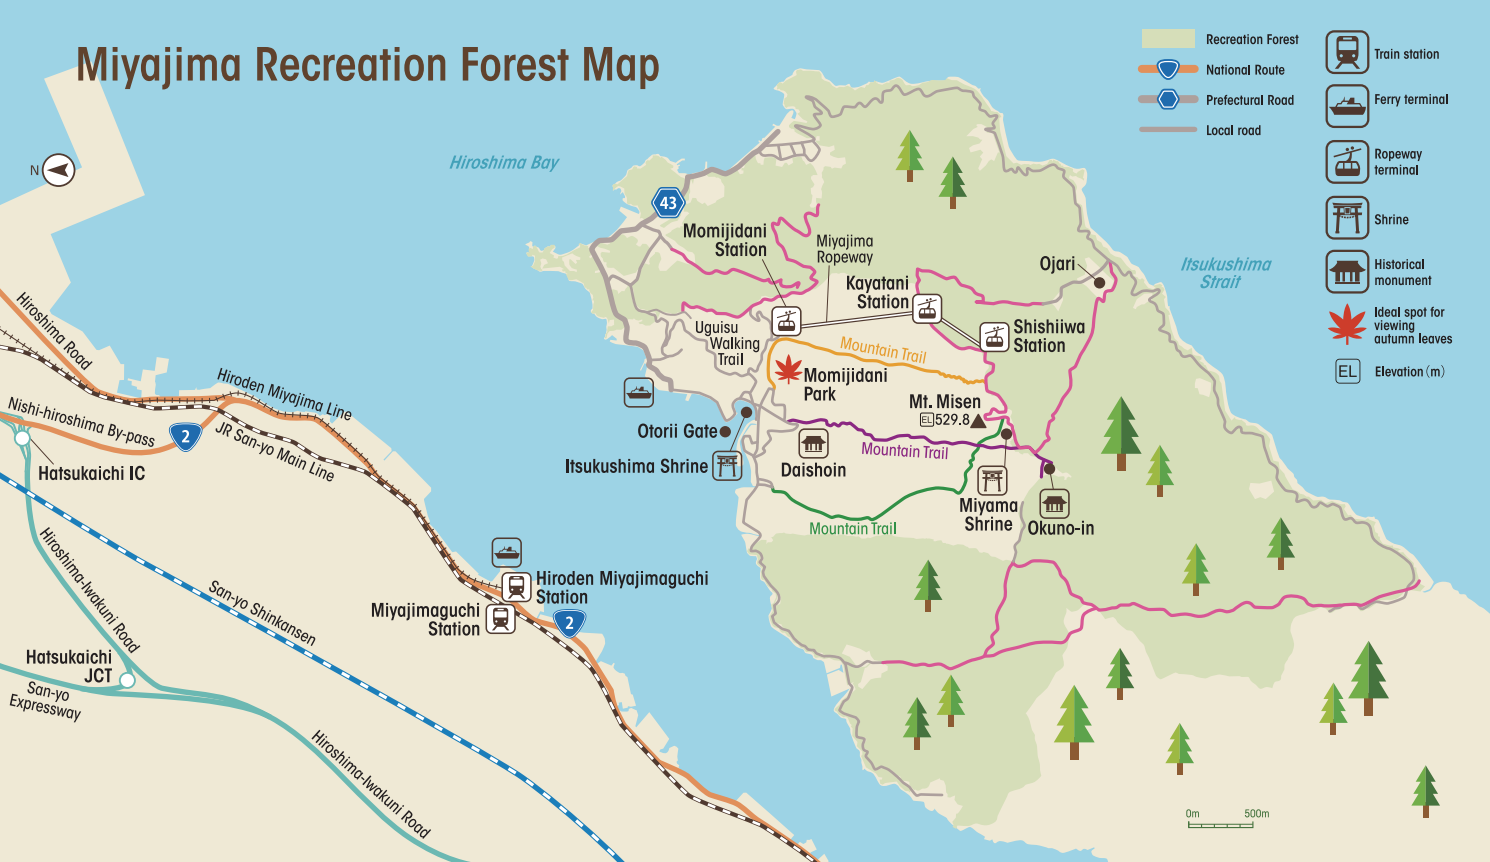 Miyajima Recreation Forest Map
N
Hiroshima Bay
Itsukushima
Strait
Recreation Forest
National Route
Prefectural Road
Local road
Train station
Ferry terminal
Ropeway
terminal
Shrine
Historical
monument
Ideal spot for
viewing
autumn leaves
EL
Elevation (m)
43
Momijidani
Station
Miyajima
Ropeway
Kayatani
Station
Ojari
Shishiiwa
Station
Uguisu
Walking
Trail
Mountain Trail
Momijidani
Park
Mt. Misen
EL 529.8
Otorii Gate
Itsukushima Shrine
Daishoin
Mountain Trail
Miyama
Shrine
Okuno-in
Mountain Trail
Hiroshima Road
Hiroden Miyajima Line
Nishi-hiroshima By-pass
2
JR San-yo Main Line
Hatsukaichi IC
Hiroshima-Iwakuni Road
San-yo Shinkansen
Hiroden Miyajimaguchi
Station
Miyajimaguchi
Station
2
Hatsukaichi
JCT
San-yo
Expressway
Hiroshima-Iwakuni Road
0m
500m